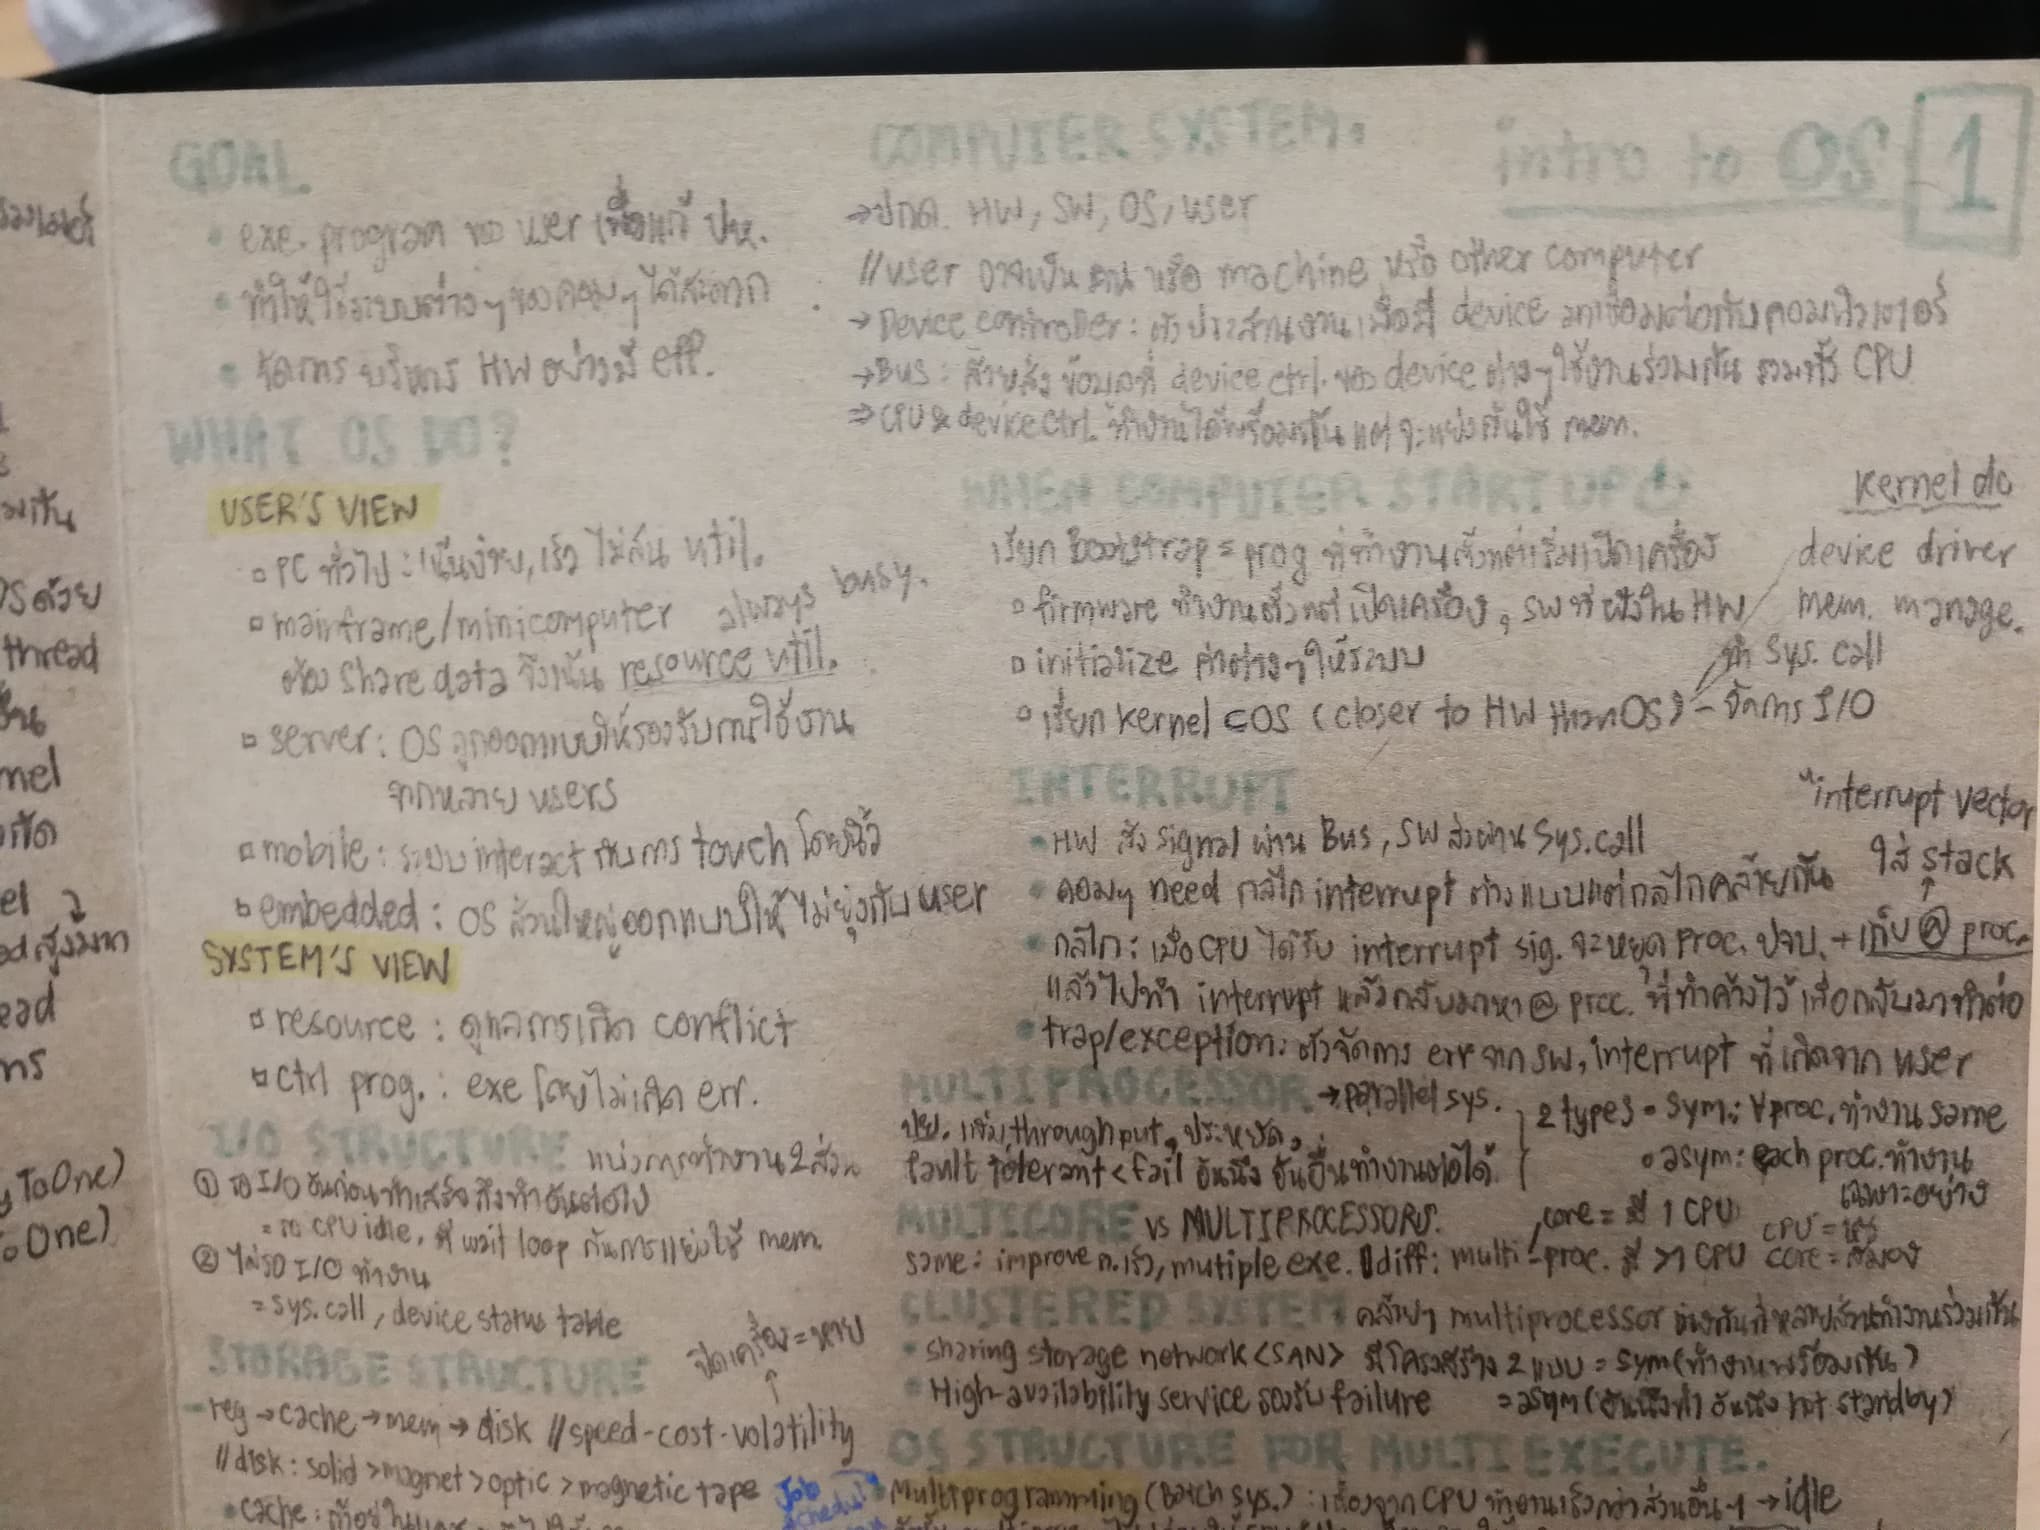 intro to OS 1
GOAL
• exe. program ของ user เพื่อแก้ ปห.
• ทำให้ใช้ระบบต่างๆของคอมๆได้สะดวก
• จัดการ บริหาร HW อย่างมี eff.
WHAT OS DO?
USER'S VIEW
PC ทั่วไป : เน้นง่าย, เร็ว ไม่สน util.
mainframe/minicomputer always busy.
ต้อง share data จึงเน้น resource util.
server : OS ถูกออกแบบให้รองรับการใช้งาน
จากหลาย users
mobile : ระบบ interact กับการ touch โดยนิ้ว
embedded : OS ส่วนใหญ่ออกแบบให้ไม่ยุ่งกับ user
SYSTEM'S VIEW
resource : ดูแลการเกิด conflict
ctrl prog. : exe โดยไม่เกิด err.
I/O STRUCTURE แบ่งการทำงาน 2 ส่วน
① รอ I/O อันก่อนทำเสร็จถึงทำอันต่อไป
= รอ CPU idle, มี wait loop กันการแย่งใช้ mem
② ไม่รอ I/O ทำงาน
= sys.call, device status table
STORAGE STRUCTURE
ปิดเครื่อง = หาย
reg → cache → mem → disk // speed-cost-volatility
// disk : solid > magnet > optic > magnetic tape
• cache :
Job
COMPUTER SYSTEM:
→ ปกด. HW, SW, OS, user
// user อาจเป็น คน หรือ machine หรือ other computer
→ Device controller : ตัวประสานงานเมื่อมี device มาเชื่อมต่อกับคอมพิวเตอร์
→ Bus : สายส่งข้อมูลที่ device ctrl. ของ device ต่างๆใช้งานร่วมกัน รวมทั้ง CPU
⇒ CPU & device ctrl. ทำงานได้พร้อมกัน แต่ จะแย่งกันใช้ mem.
WHEN COMPUTER START UP
เรียก bootstrap = prog ที่ทำงานตั้งแต่เริ่มเปิดเครื่อง
firmware ทำงานตั้งแต่เปิดเครื่อง, SW ที่ฝังใน HW
initialize ค่าต่างๆให้ระบบ
เรียก kernel ⊂ OS (closer to HW than OS)
kernel do
device driver
mem. manage.
ทำ sys. call
- จัดการ I/O
INTERRUPT
• HW ส่ง signal ผ่าน Bus, SW ส่งผ่าน Sys.call
• คอมๆ need กลไก interrupt ต่างแบบแต่กลไกคล้ายกัน
• กลไก : เมื่อ CPU ได้รับ interrupt sig. จะหยุด proc. ปจบ. + เก็บ @ proc.
แล้วไปทำ interrupt แล้วกลับมาหา @ proc. ที่ทำค้างไว้ เพื่อกลับมาทำต่อ
"interrupt vector
ใส่ stack
• trap/exception : ตัวจัดการ err จาก SW, interrupt ที่เกิดจาก user
MULTIPROCESSOR → parallel sys.
ปย. เพิ่ม throughput, ประหยัด,
fault tolerant < fail อันนึง อันอื่นทำงานต่อได้
2 types • sym : ∀proc. ทำงาน same
• asym : each proc. ทำงาน
เฉพาะอย่าง
MULTICORE VS MULTIPROCESSORS.
, core = มี 1 CPU
same : improve ค.เร็ว, mutiple exe. diff : multi-proc. มี >1 CPU
core = สมอง
CLUSTERED SYSTEM คล้ายๆ multiprocessor ต่างกันที่หลายส่วนทำงานร่วมกัน
• sharing storage network <SAN> มีโครงสร้าง 2 แบบ = sym (ทำงานพร้อมกัน)
• High-availability service รองรับ failure = asym (อันนึงทำ อันนึง hot standby)
OS STRUCTURE FOR MULTI EXECUTE.
Multiprogramming (Batch sys.) : เนื่องจาก CPU ทำงานเร็วกว่าส่วนอื่นๆ → idle